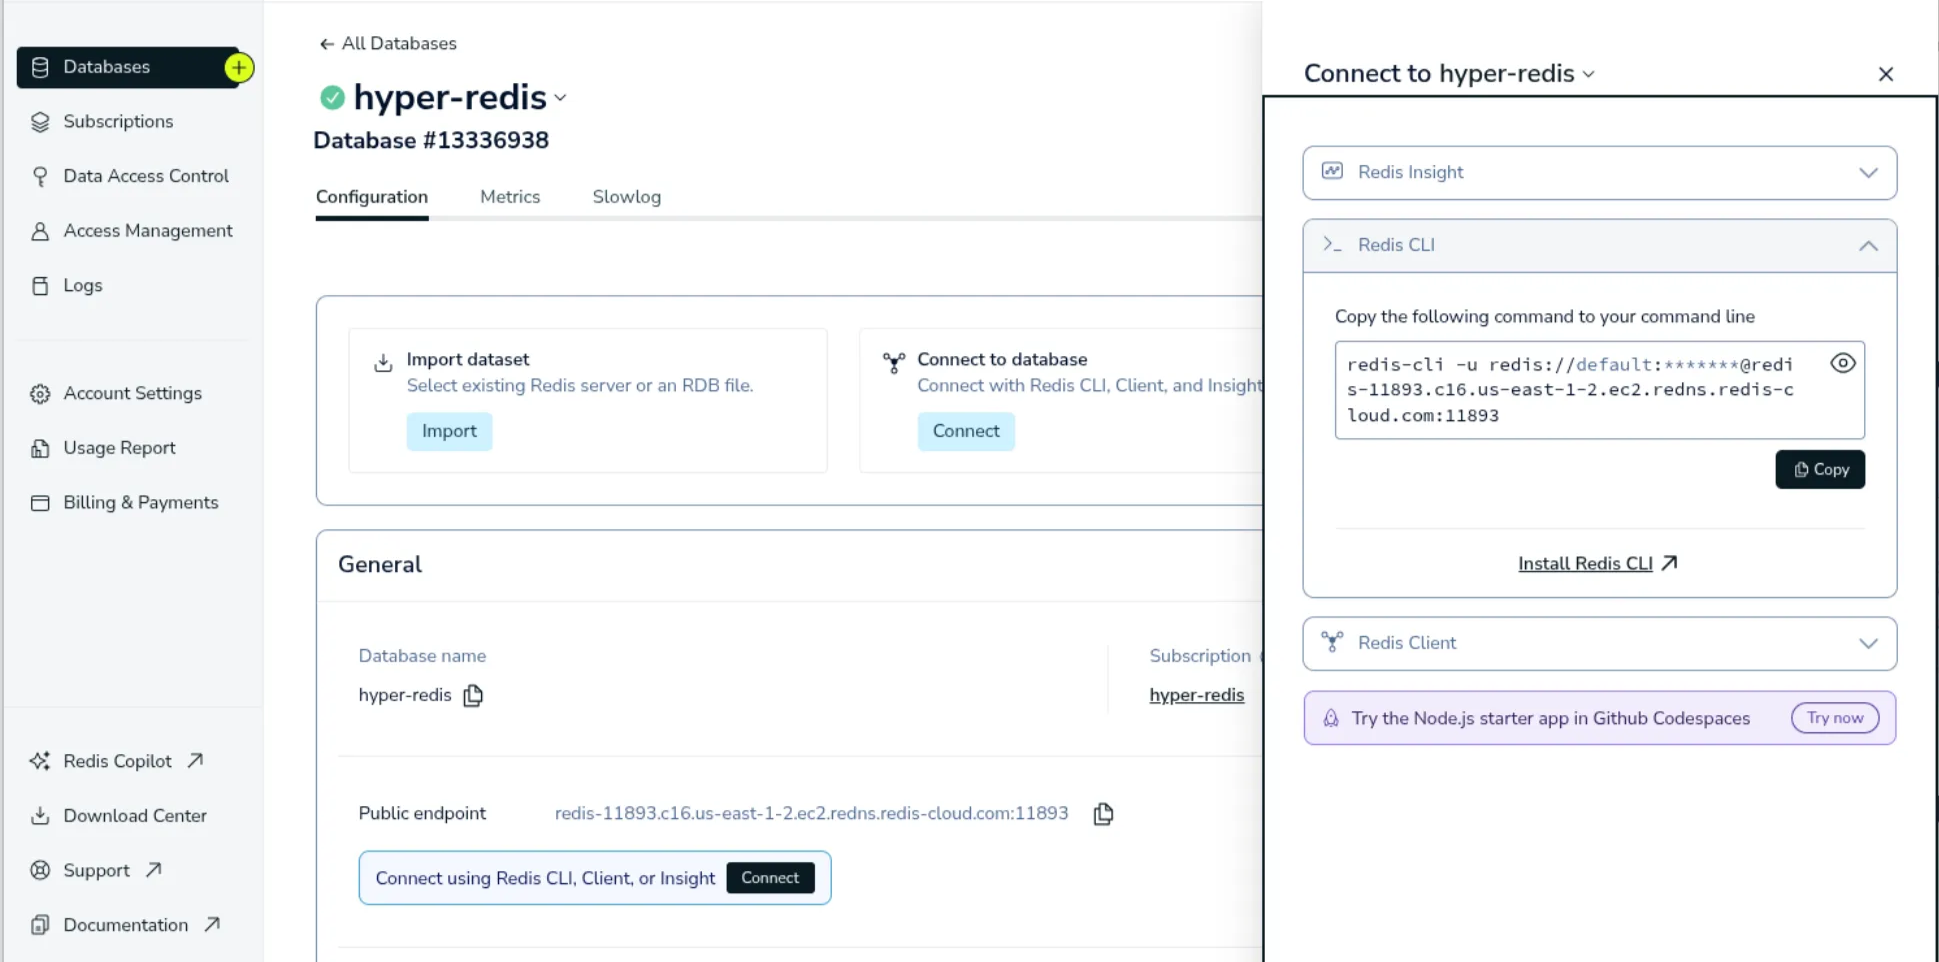 Databases
+
Subscriptions
Data Access Control
Access Management
Logs
Account Settings
Usage Report
Billing & Payments
Redis Copilot
Download Center
Support
Documentation
All Databases
hyper-redis
Database #13336938
Configuration
Metrics
Slowlog
Import dataset
Select existing Redis server or an RDB file.
Import
Connect to database
Connect with Redis CLI, Client, and Insight
Connect
General
Database name
hyper-redis
Subscription
hyper-redis
Public endpoint
redis-11893.c16.us-east-1-2.ec2.redns.redis-cloud.com:11893
Connect using Redis CLI, Client, or Insight
Connect
Connect to hyper-redis
Redis Insight
>_ Redis CLI
Copy the following command to your command line
redis-cli -u redis://default:*******@redi
s-11893.c16.us-east-1-2.ec2.redns.redis-c
loud.com:11893
Copy
Install Redis CLI
Redis Client
Try the Node.js starter app in Github Codespaces
Try now